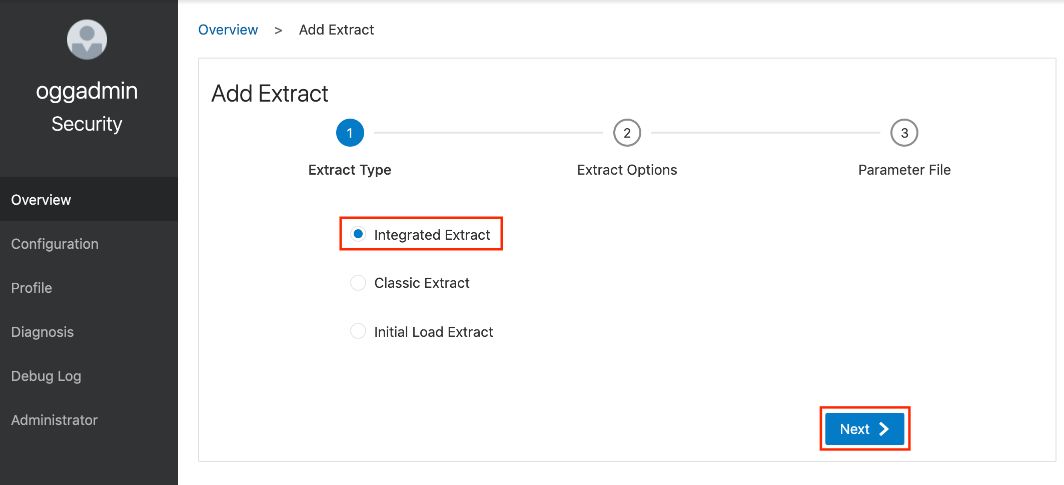 oggadmin
Security
Overview
Configuration
Profile
Diagnosis
Debug Log
Administrator
Overview > Add Extract
Add Extract
1 2 3
Extract Type Extract Options Parameter File
Integrated Extract
Classic Extract
Initial Load Extract
Next